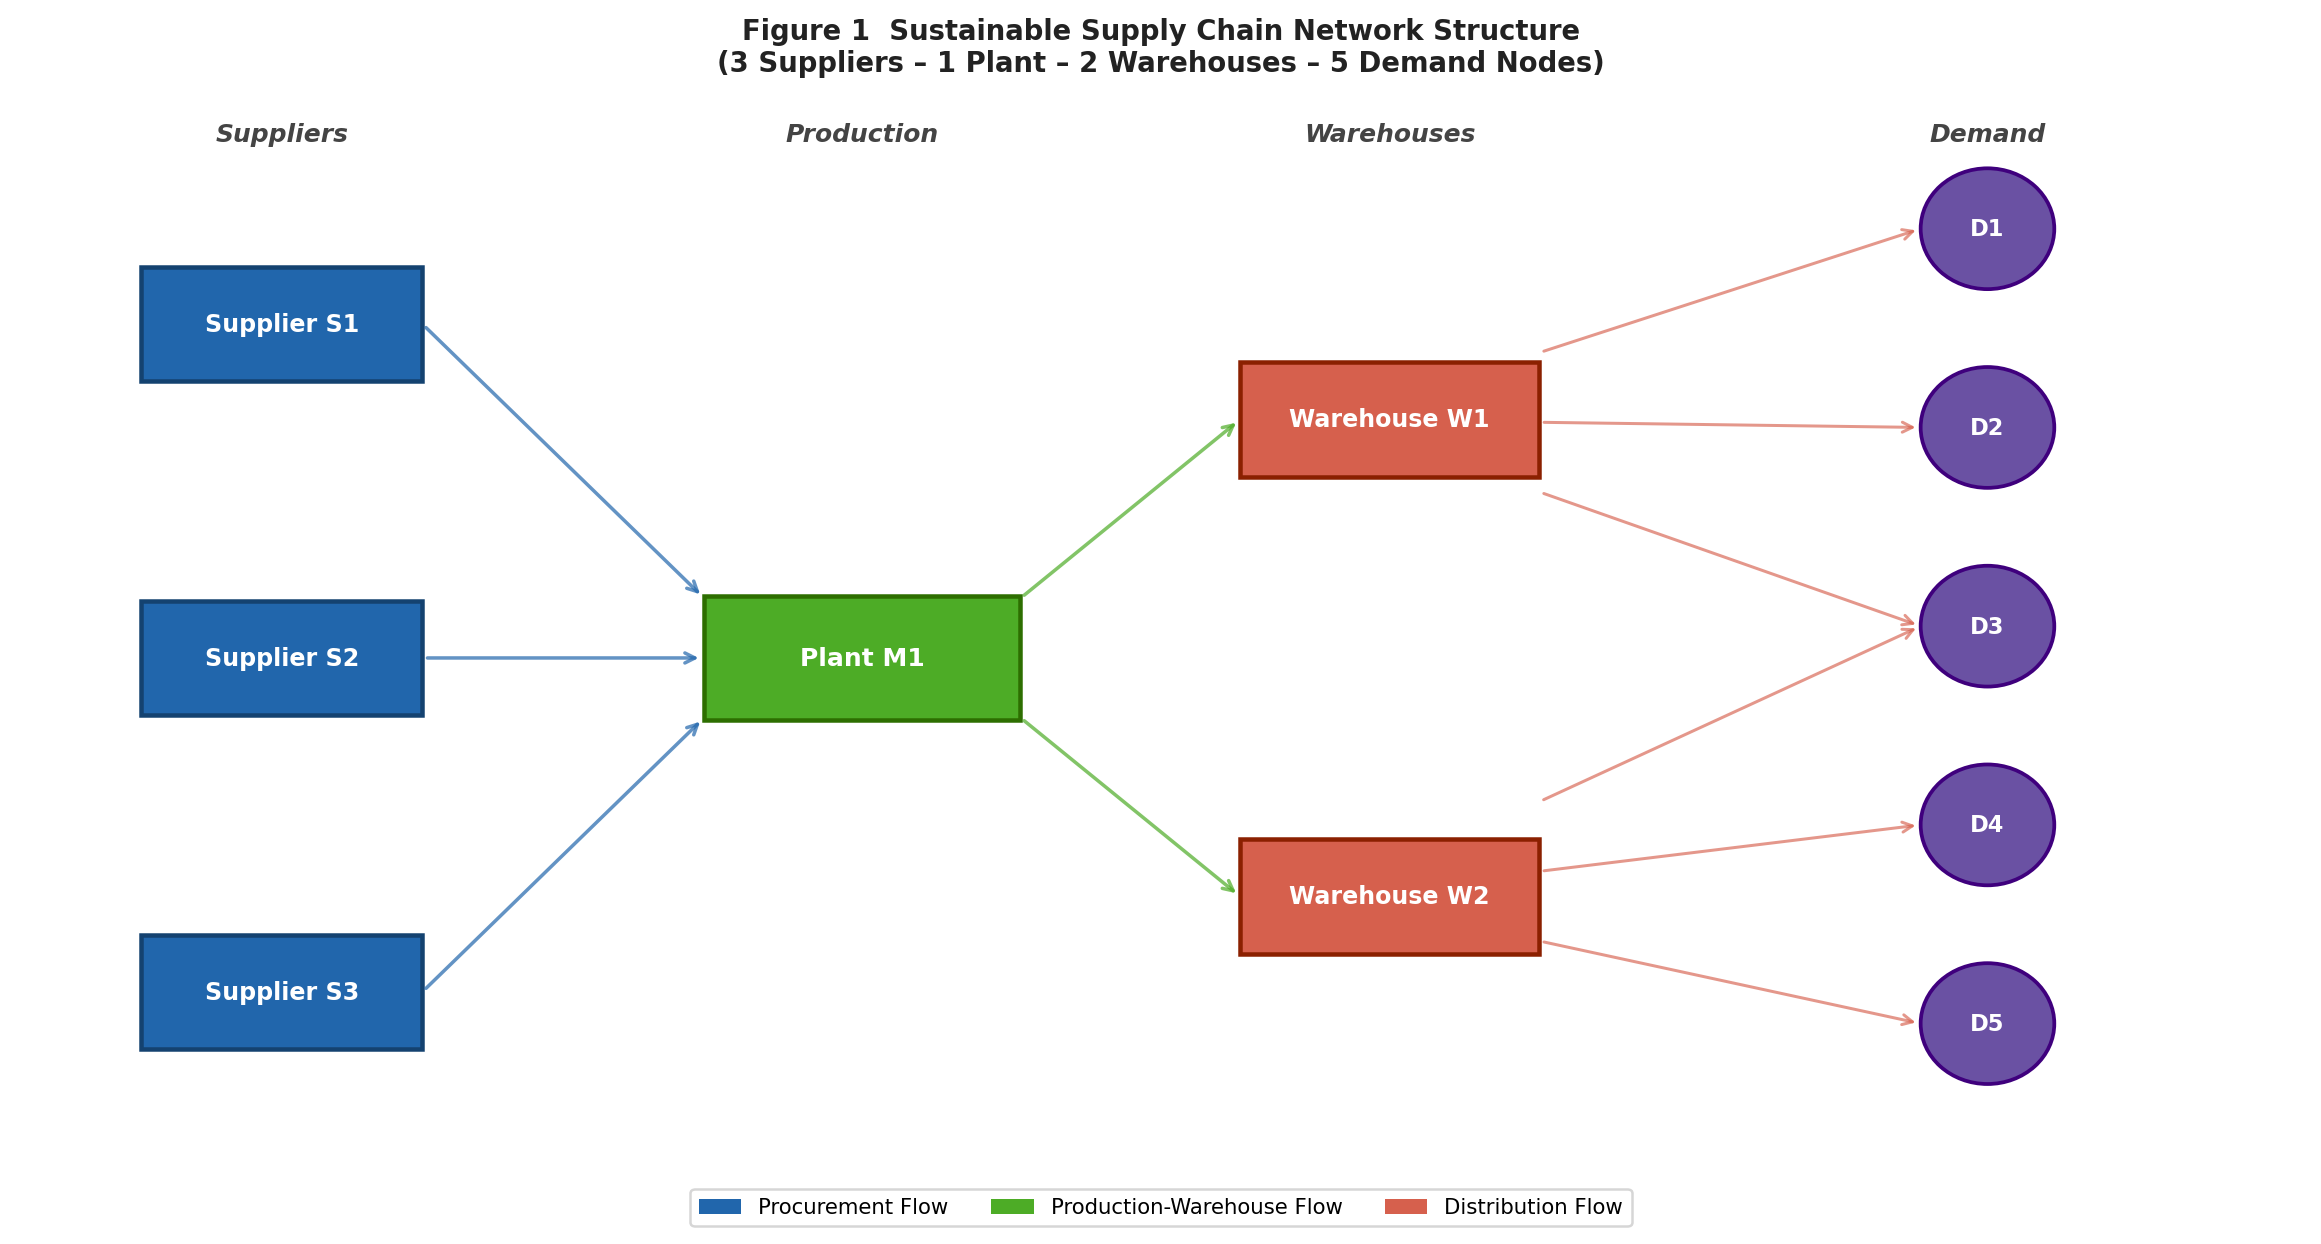 Figure 1  Sustainable Supply Chain Network Structure
(3 Suppliers – 1 Plant – 2 Warehouses – 5 Demand Nodes)
Suppliers
Production
Warehouses
Demand
Supplier S1
Supplier S2
Supplier S3
Plant M1
Warehouse W1
Warehouse W2
D1
D2
D3
D4
D5
Procurement Flow
Production-Warehouse Flow
Distribution Flow